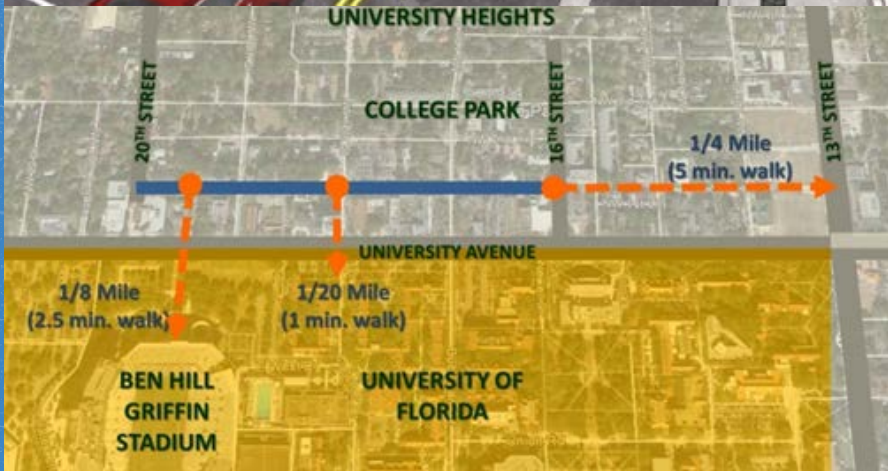 UNIVERSITY HEIGHTS
20TH STREET
COLLEGE PARK
16TH STREET
13TH STREET
1/4 Mile
(5 min. walk)
UNIVERSITY AVENUE
1/8 Mile
(2.5 min. walk)
1/20 Mile
(1 min. walk)
BEN HILL
GRIFFIN
STADIUM
UNIVERSITY OF
FLORIDA